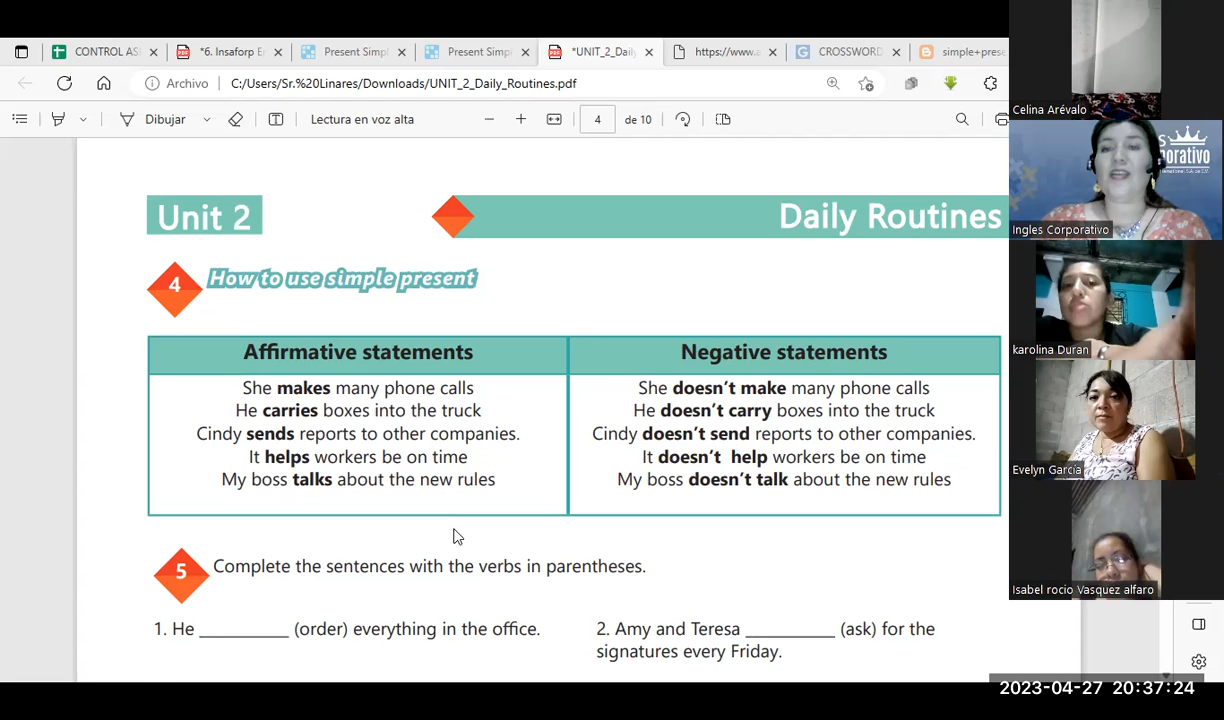 CONTROL AS
*6. Insaforp E
Present Simpl
Present Simpl
*UNIT_2_Daily
https://www.a
CROSSWORD
simple+pres
Archivo
C:/Users/Sr.%20Linares/Downloads/UNIT_2_Daily_Routines.pdf
Dibujar
Lectura en voz alta
4
de 10
Unit 2
Daily Routines
4
How to use simple present
Affirmative statements
Negative statements
She makes many phone calls
He carries boxes into the truck
Cindy sends reports to other companies.
It helps workers be on time
My boss talks about the new rules
She doesn't make many phone calls
He doesn't carry boxes into the truck
Cindy doesn't send reports to other companies.
It doesn't help workers be on time
My boss doesn't talk about the new rules
5
Complete the sentences with the verbs in parentheses.
1. He __________ (order) everything in the office.
2. Amy and Teresa __________ (ask) for the
signatures every Friday.
Celina Arévalo
S
orativo
Ingles Corporativo
karolina Duran
Evelyn García
Isabel rocio Vasquez alfaro
2023-04-27 20:37:24